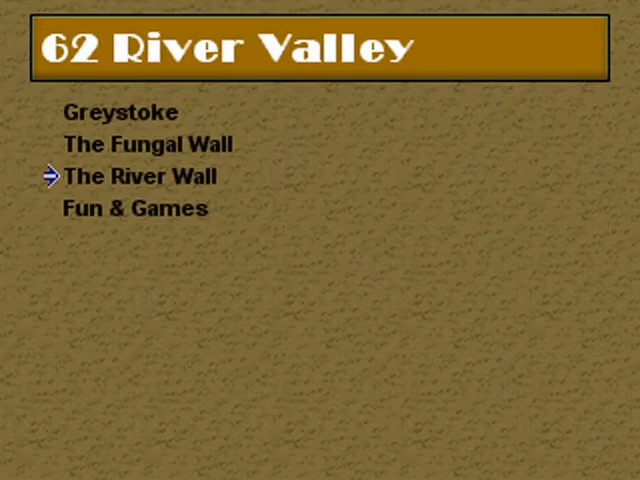 62 River Valley
Greystoke
The Fungal Wall
The River Wall
Fun & Games